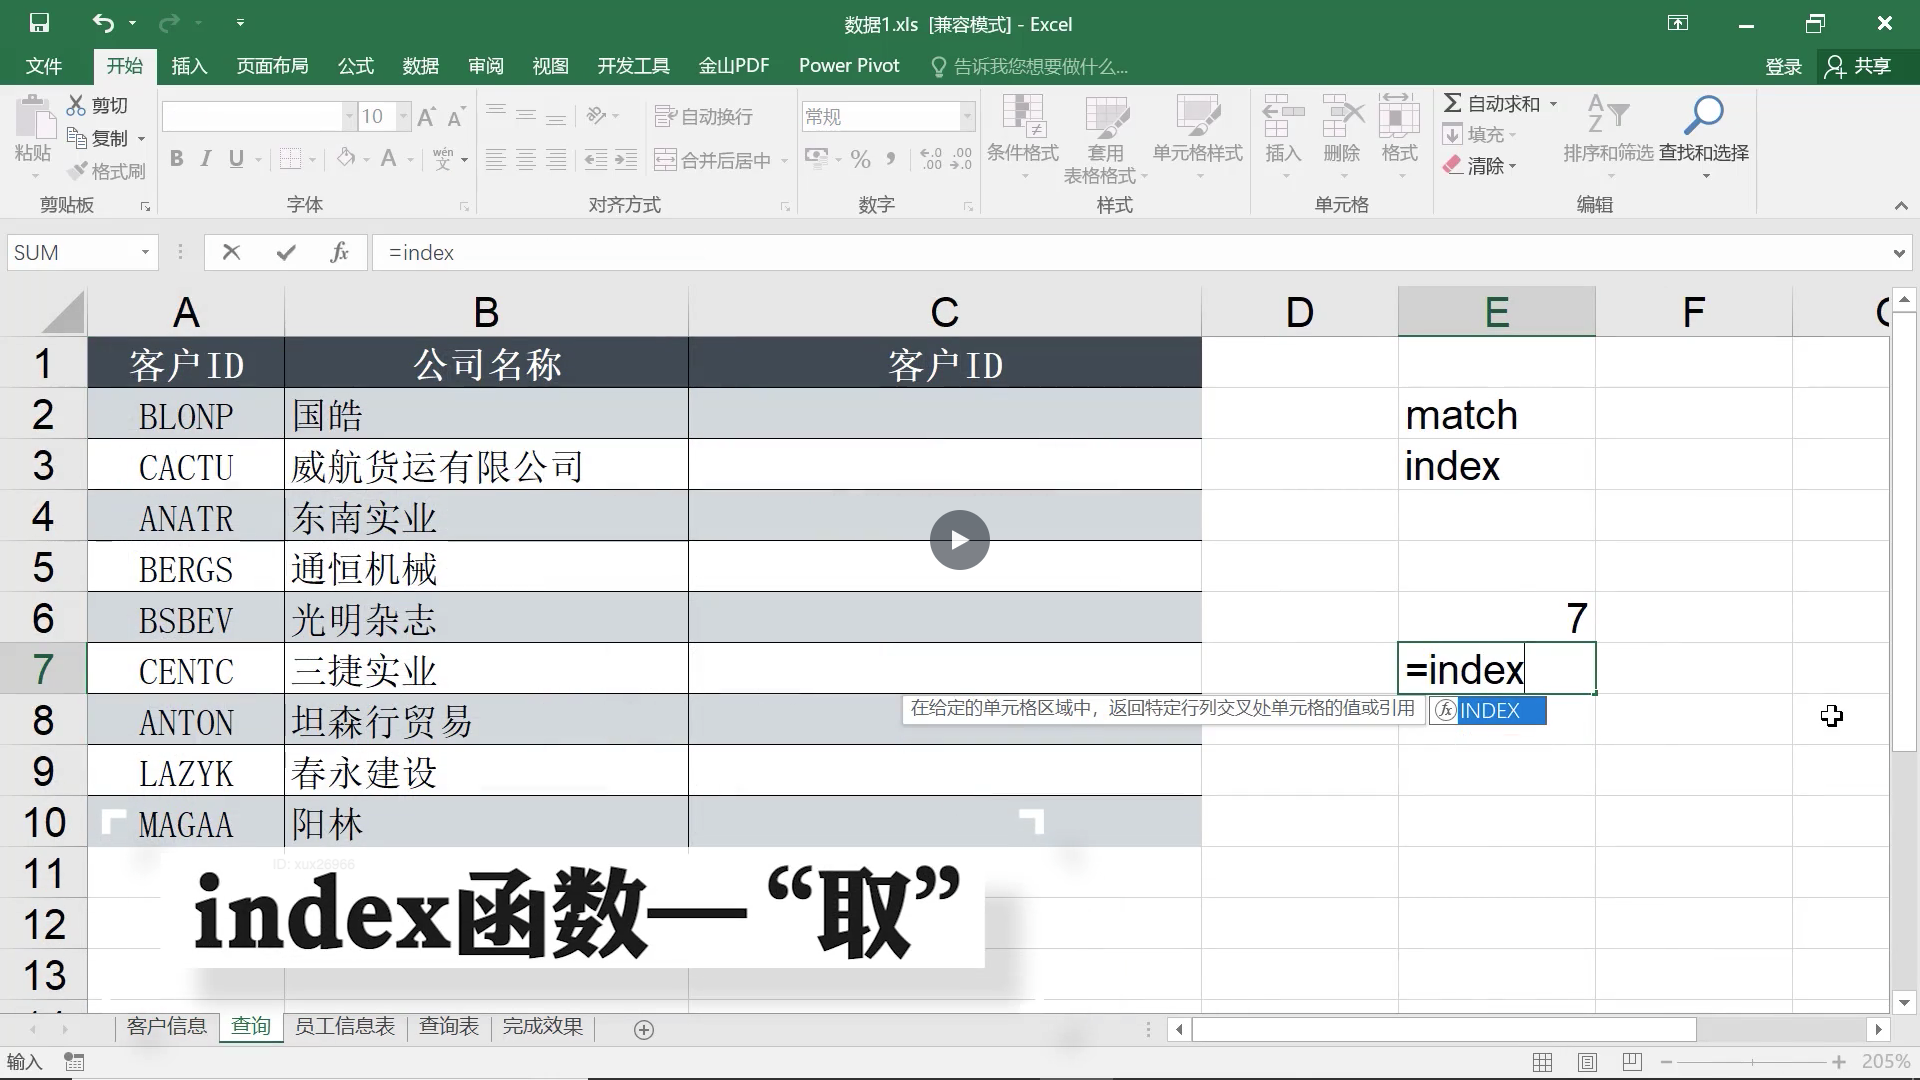 数据1.xls [兼容模式] - Excel
文件 开始 插入 页面布局 公式 数据 审阅 视图 开发工具 金山PDF Power Pivot 告诉我您想要做什么... 登录 共享
粘贴 剪切 复制 格式刷 剪贴板
10 B I U A wén 文 字体
自动换行 合并后居中 对齐方式
常规 % 数字
条件格式 套用 表格格式 单元格样式 样式
插入 删除 格式 单元格
自动求和 填充 清除 排序和筛选 查找和选择 编辑
SUM fx =index
A B C D E F
1 客户ID 公司名称 客户ID
2 BLONP 国皓 match
3 CACTU 威航货运有限公司 index
4 ANATR 东南实业
5 BERGS 通恒机械
6 BSBEV 光明杂志 7
7 CENTC 三捷实业 =index
在给定的单元格区域中，返回特定行列交叉处单元格的值或引用 fx INDEX
8 ANTON 坦森行贸易
9 LAZYK 春永建设
10 MAGAA 阳林
11
ID: xux26966
index函数—“取”
12
13
客户信息 查询 员工信息表 查询表 完成效果
输入 205%